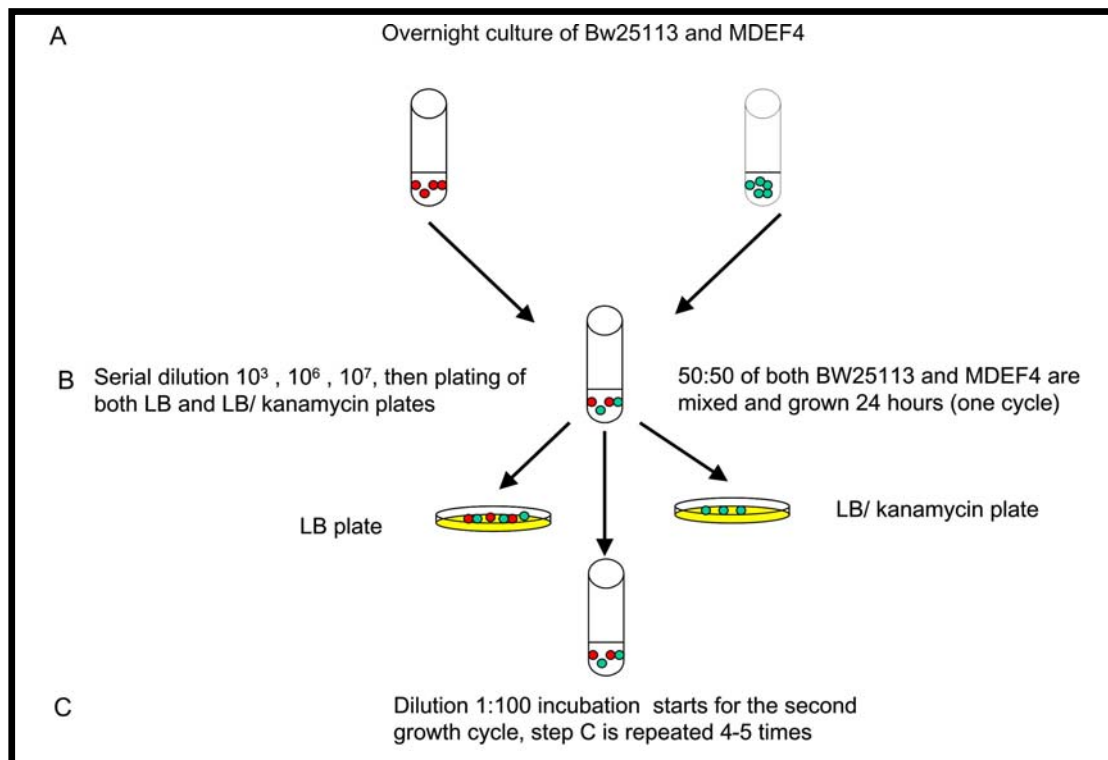 A
Overnight culture of Bw25113 and MDEF4
B
Serial dilution 10³ , 10⁶ , 10⁷, then plating of
both LB and LB/ kanamycin plates
50:50 of both BW25113 and MDEF4 are
mixed and grown 24 hours (one cycle)
LB plate
LB/ kanamycin plate
C
Dilution 1:100 incubation starts for the second
growth cycle, step C is repeated 4-5 times